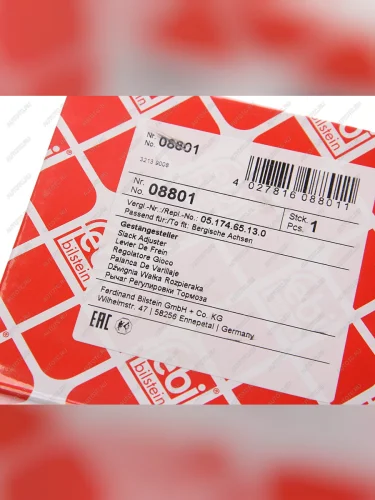 Nr.
No. 08801
3213 9009
4 027816 088011
Nr.
No. 08801
Vergl.-Nr./Repl.-No.: 05.174.65.13.0
Passend für:/To fit: Bergische Achsen
Stck.
Pcs. 1
Gestängesteller
Slack Adjuster
Levier De Frein
Regolatore Gioco
Palanca De Varillaje
Dźwignia Wałka Rozpieraka
Рычаг Регулировки Тормоза
Ferdinand Bilstein GmbH + Co. KG
Wilhelmstr. 47 | 58256 Ennepetal | Germany.
EAC
febi
bilstein
febi
bilstein